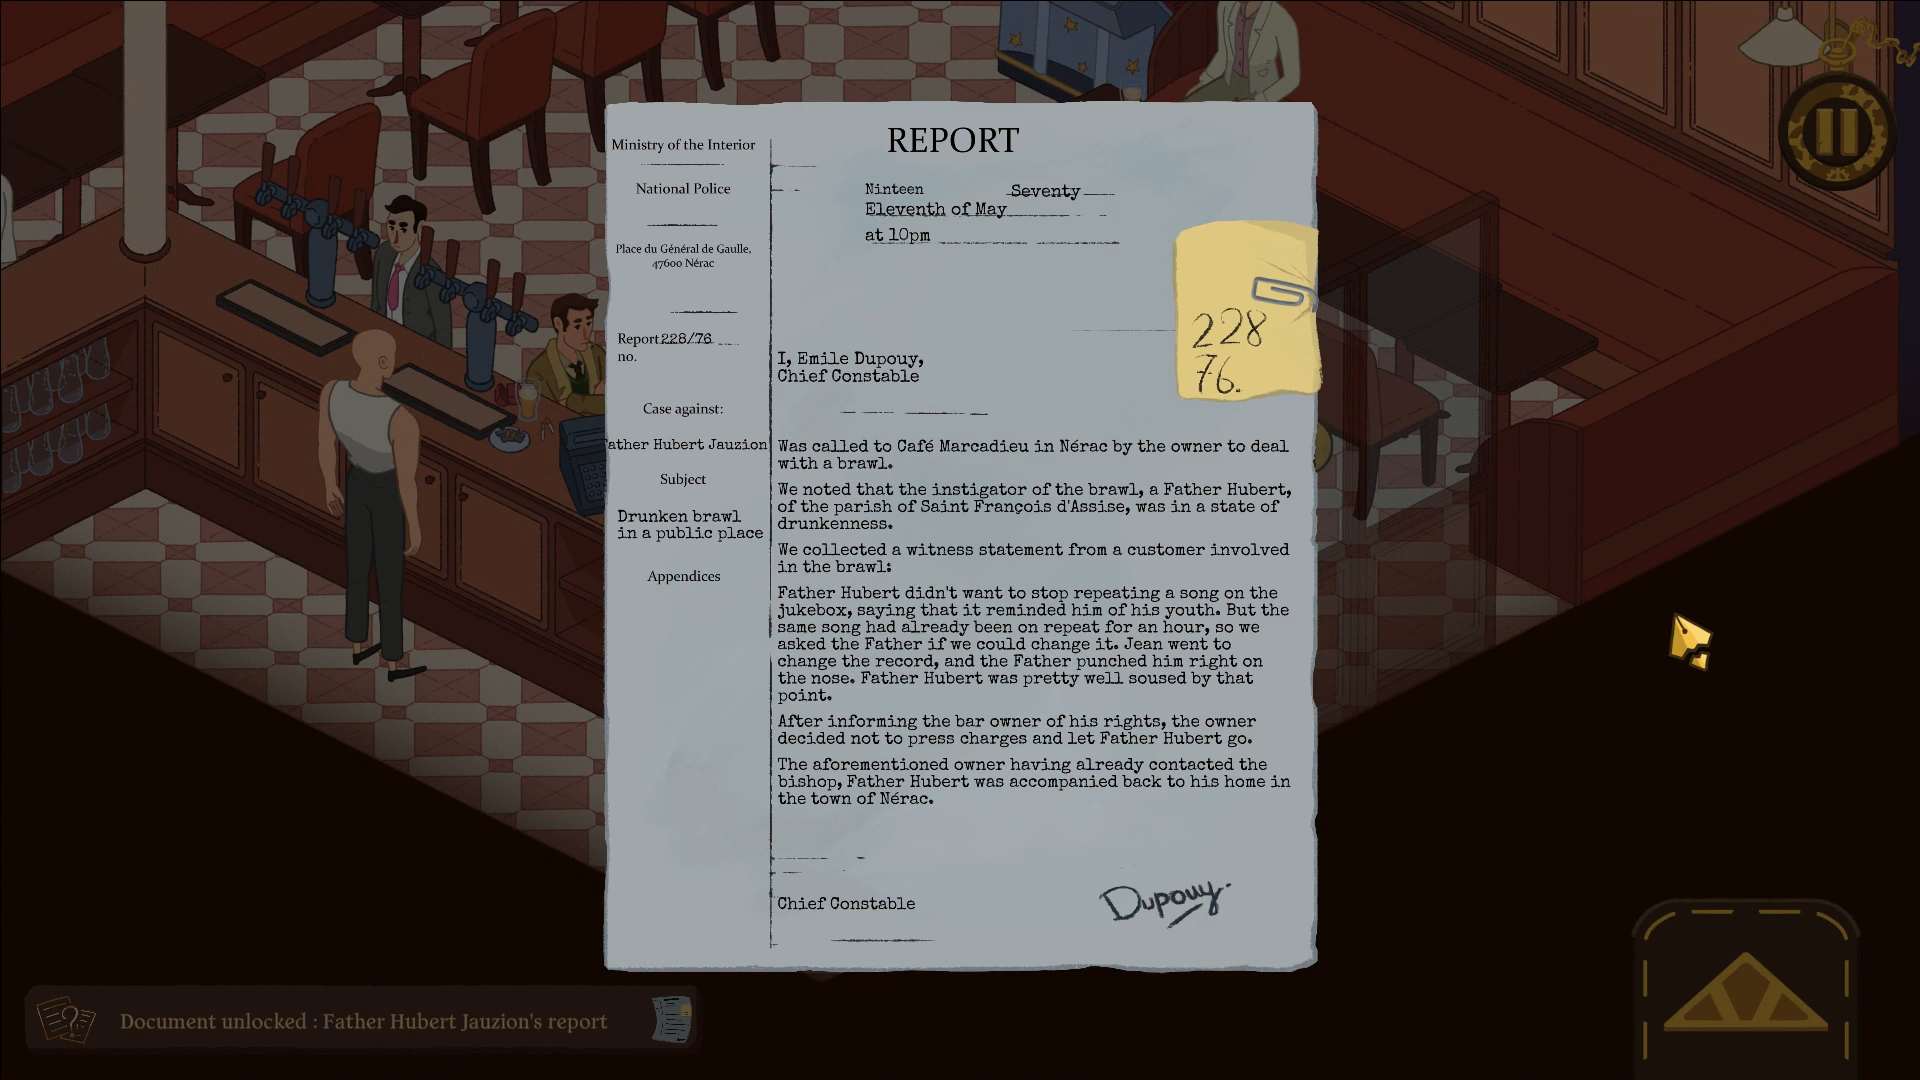 REPORT
Ministry of the Interior
National Police
Place du Général de Gaulle,
47600 Nérac
Report 228/76
no.
Case against:
ather Hubert Jauzion
Subject
Drunken brawl
in a public place
Appendices
Ninteen Seventy
Eleventh of May
at 10pm
228
76.
I, Emile Dupouy,
Chief Constable
Was called to Café Marcadieu in Nérac by the owner to deal
with a brawl.
We noted that the instigator of the brawl, a Father Hubert,
of the parish of Saint François d'Assise, was in a state of
drunkenness.
We collected a witness statement from a customer involved
in the brawl:
Father Hubert didn't want to stop repeating a song on the
jukebox, saying that it reminded him of his youth. But the
same song had already been on repeat for an hour, so we
asked the Father if we could change it. Jean went to
change the record, and the Father punched him right on
the nose. Father Hubert was pretty well soused by that
point.
After informing the bar owner of his rights, the owner
decided not to press charges and let Father Hubert go.
The aforementioned owner having already contacted the
bishop, Father Hubert was accompanied back to his home in
the town of Nérac.
Chief Constable
Dupouy.
Document unlocked : Father Hubert Jauzion's report